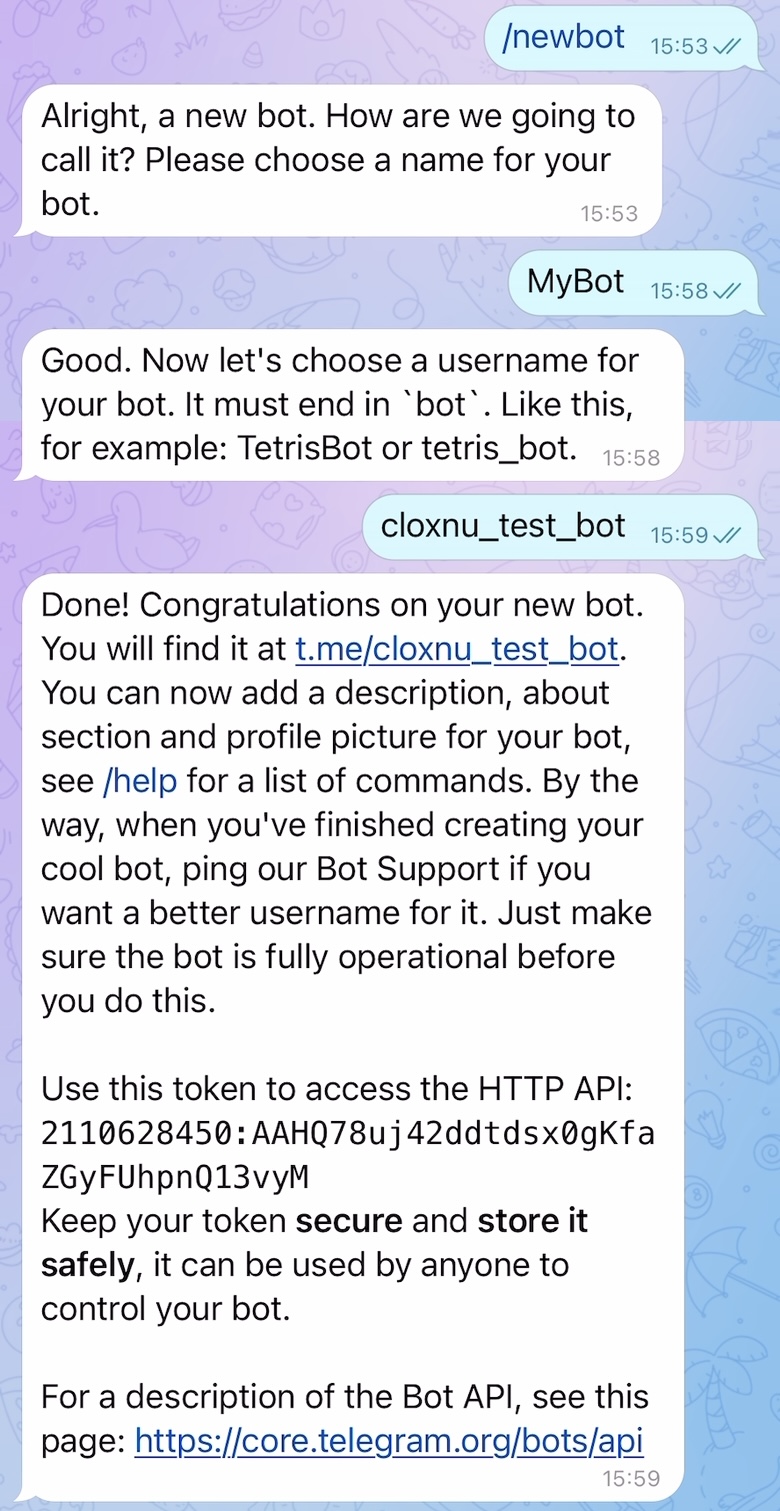 /newbot 15:53
Alright, a new bot. How are we going to
call it? Please choose a name for your
bot. 15:53
MyBot 15:58
Good. Now let's choose a username for
your bot. It must end in `bot`. Like this,
for example: TetrisBot or tetris_bot. 15:58
cloxnu_test_bot 15:59
Done! Congratulations on your new bot.
You will find it at t.me/cloxnu_test_bot.
You can now add a description, about
section and profile picture for your bot,
see /help for a list of commands. By the
way, when you've finished creating your
cool bot, ping our Bot Support if you
want a better username for it. Just make
sure the bot is fully operational before
you do this.
Use this token to access the HTTP API:
2110628450:AAHQ78uj42ddtdsx0gKfa
ZGyFUhpnQ13vyM
Keep your token secure and store it
safely, it can be used by anyone to
control your bot.
For a description of the Bot API, see this
page: https://core.telegram.org/bots/api
15:59